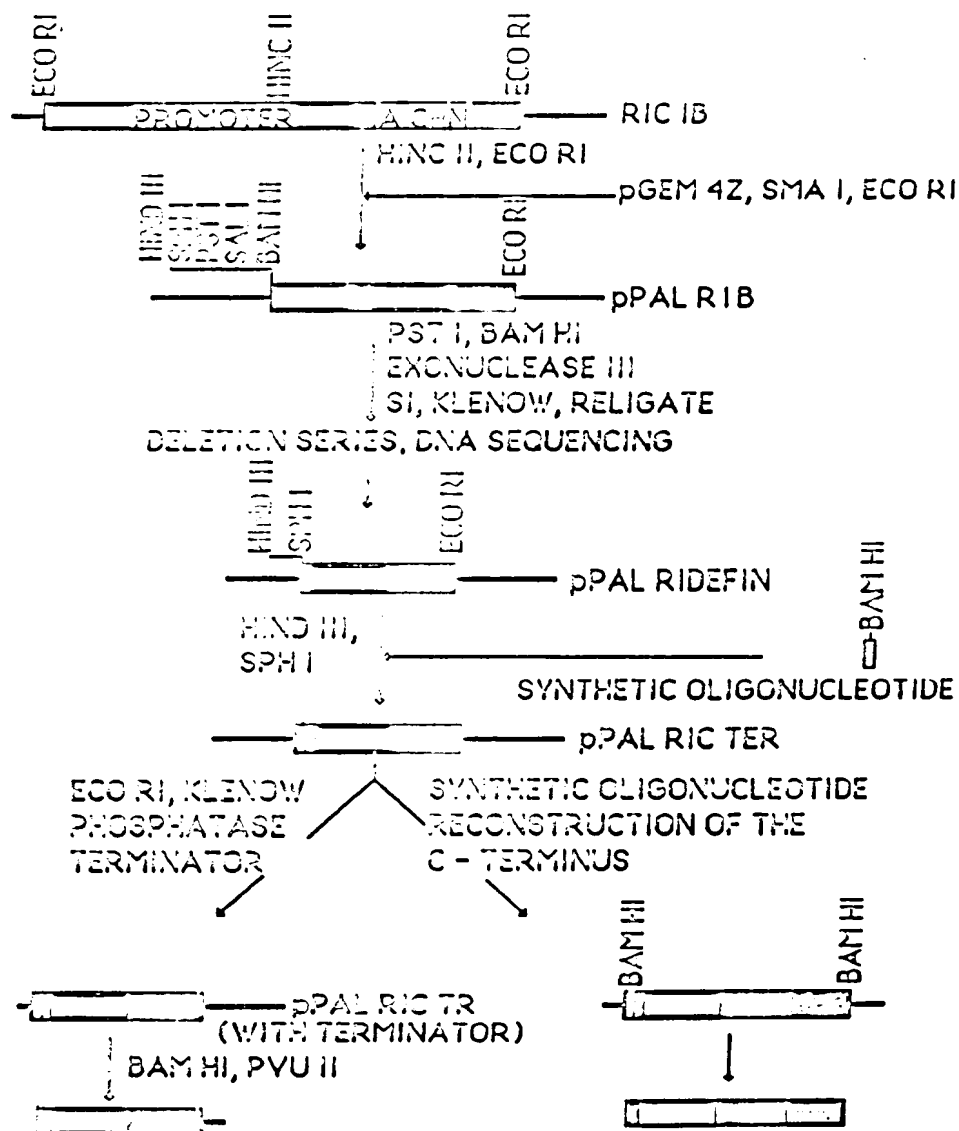 ECO RI
HINC II
ECO RI
PROMOTER
A CHN
RIC IB
HINC II, ECO RI
pGEM 4Z, SMA I, ECO RI
HIND III
SPH I
PST I
SAL I
BAM HI
ECO RI
pPAL RIB
PST I, BAM HI
EXONUCLEASE III
SI, KLENOW, RELIGATE
DELETION SERIES, DNA SEQUENCING
HIND III
SPH I
ECO RI
pPAL RIDEFIN
BAM HI
HIND III,
SPH I
SYNTHETIC OLIGONUCLEOTIDE
pPAL RIC TER
ECO RI, KLENOW
PHOSPHATASE
TERMINATOR
SYNTHETIC OLIGONUCLEOTIDE
RECONSTRUCTION OF THE
C - TERMINUS
BAM HI
BAM HI
pPAL RIC TR
(WITH TERMINATOR)
BAM HI, PVU II